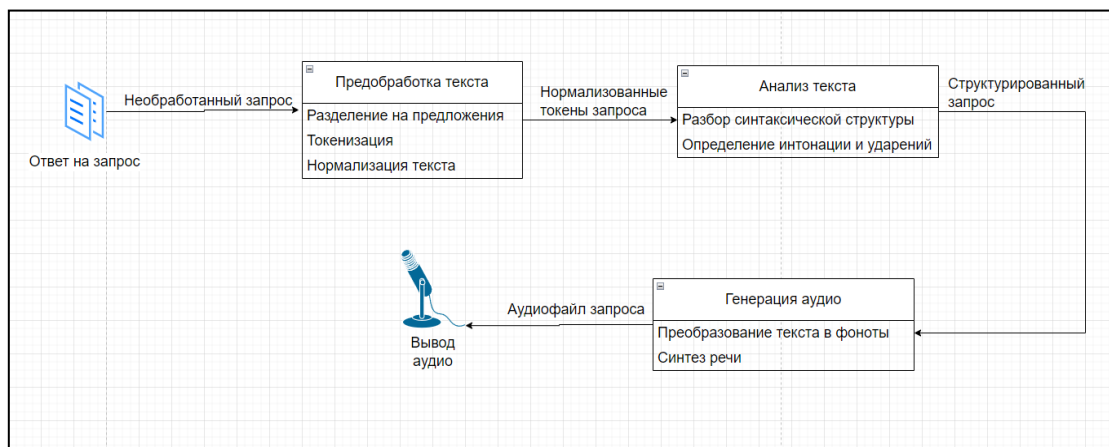 Ответ на запрос
Необработанный запрос
Предобработка текста
Разделение на предложения
Токенизация
Нормализация текста
Нормализованные
токены запроса
Анализ текста
Разбор синтаксической структуры
Определение интонации и ударений
Структурированный
запрос
Генерация аудио
Преобразование текста в фоноты
Синтез речи
Аудиофайл запроса
Вывод
аудио